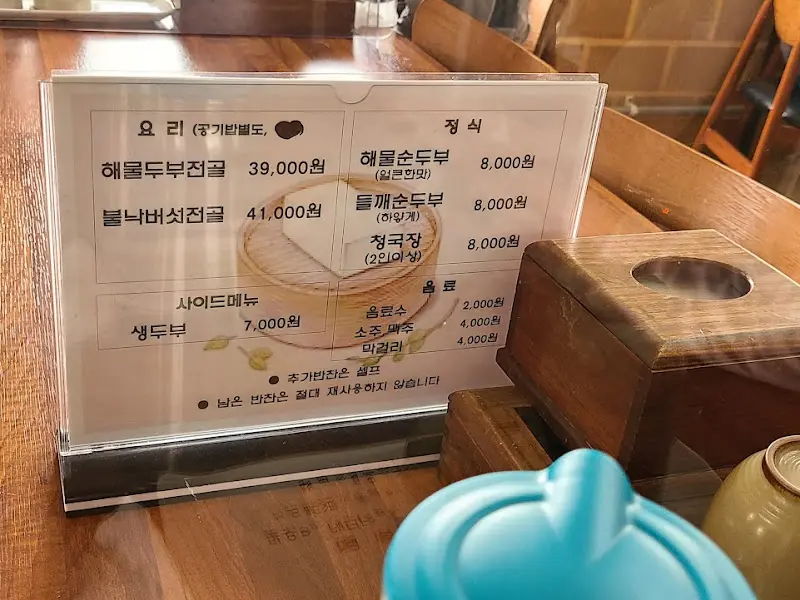 요 리 (공기밥별도,
해물두부전골 39,000원
불낙버섯전골 41,000원
정 식
해물순두부 8,000원
(얼큰한맛)
들깨순두부 8,000원
(하얗게)
청국장 8,000원
(2인이상)
사이드메뉴
생두부 7,000원
음 료
음료수 2,000원
소주 맥주 4,000원
막걸리 4,000원
● 추가반찬은 셀프
● 남은 반찬은 절대 재사용하지 않습니다